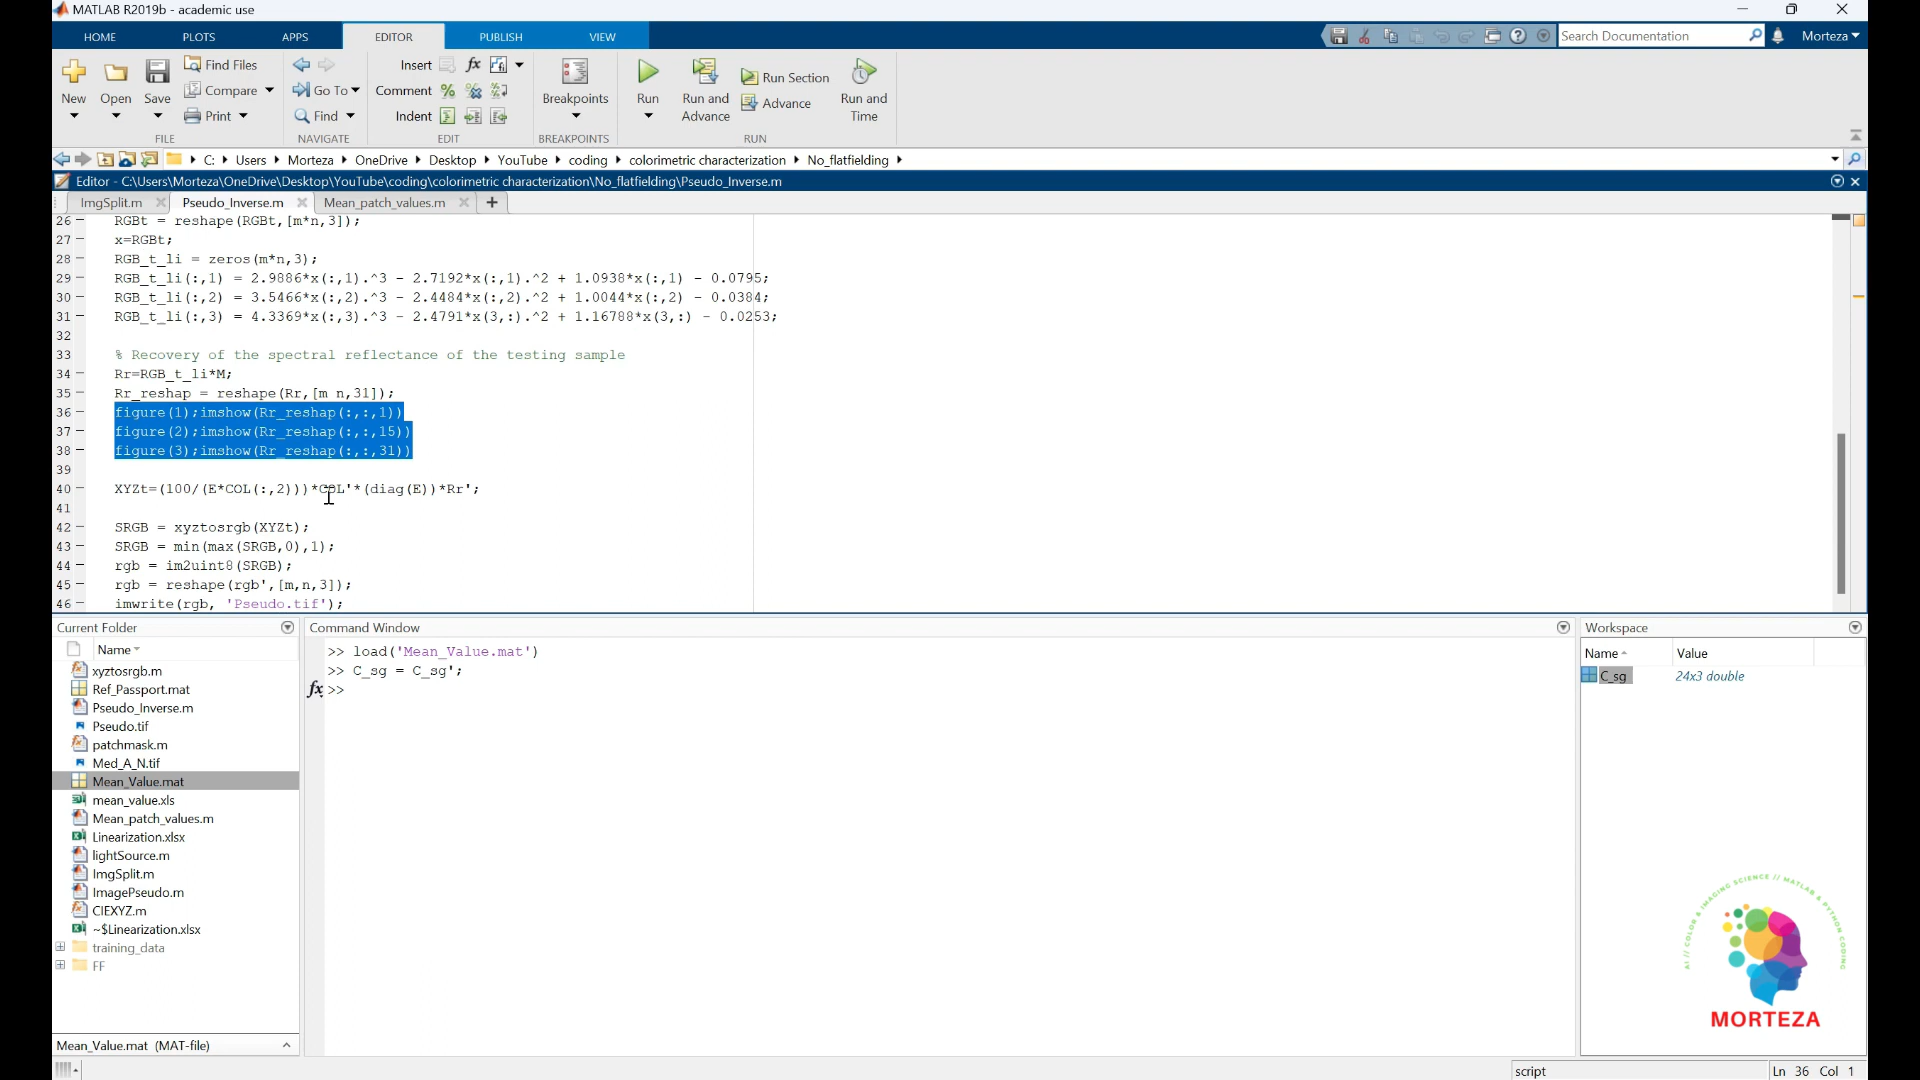 MATLAB R2019b - academic use
HOME PLOTS APPS EDITOR PUBLISH VIEW
Search Documentation
Morteza
New
Open
Save
Find Files
Compare
Print
FILE
Go To
Find
NAVIGATE
Insert
Comment
Indent
EDIT
Breakpoints
BREAKPOINTS
Run
Run and
Advance
Run Section
Advance
Run and
Time
RUN
C: Users Morteza OneDrive Desktop YouTube coding colorimetric characterization No_flatfielding
Editor - C:\Users\Morteza\OneDrive\Desktop\YouTube\coding\colorimetric characterization\No_flatfielding\Pseudo_Inverse.m
ImgSplit.m Pseudo_Inverse.m Mean_patch_values.m
26 - RGBt = reshape(RGBt,[m*n,3]);
27 - x=RGBt;
28 - RGB_t_li = zeros(m*n,3);
29 - RGB_t_li(:,1) = 2.9886*x(:,1).^3 - 2.7192*x(:,1).^2 + 1.0938*x(:,1) - 0.0795;
30 - RGB_t_li(:,2) = 3.5466*x(:,2).^3 - 2.4484*x(:,2).^2 + 1.0044*x(:,2) - 0.0384;
31 - RGB_t_li(:,3) = 4.3369*x(:,3).^3 - 2.4791*x(3,:).^2 + 1.16788*x(3,:) - 0.0253;
32
33 % Recovery of the spectral reflectance of the testing sample
34 - Rr=RGB_t_li*M;
35 - Rr_reshap = reshape(Rr,[m n,31]);
36 - figure(1);imshow(Rr_reshap(:,:,1))
37 - figure(2);imshow(Rr_reshap(:,:,15))
38 - figure(3);imshow(Rr_reshap(:,:,31))
39
40 - XYZt=(100/(E*COL(:,2)))*COL'*(diag(E))*Rr';
41
42 - SRGB = xyztosrgb(XYZt);
43 - SRGB = min(max(SRGB,0),1);
44 - rgb = im2uint8(SRGB);
45 - rgb = reshape(rgb',[m,n,3]);
46 - imwrite(rgb, 'Pseudo.tif');
Current Folder
Name
xyztosrgb.m
Ref_Passport.mat
Pseudo_Inverse.m
Pseudo.tif
patchmask.m
Med_A_N.tif
Mean_Value.mat
mean_value.xls
Mean_patch_values.m
Linearization.xlsx
lightSource.m
ImgSplit.m
ImagePseudo.m
CIEXYZ.m
~$Linearization.xlsx
training_data
FF
Mean_Value.mat (MAT-file)
Command Window
>> load('Mean_Value.mat')
>> C_sg = C_sg';
fx >>
Workspace
Name Value
C_sg 24x3 double
AI // COLOR & IMAGING SCIENCE // MATLAB & PYTHON CODING
MORTEZA
script
Ln 36 Col 1